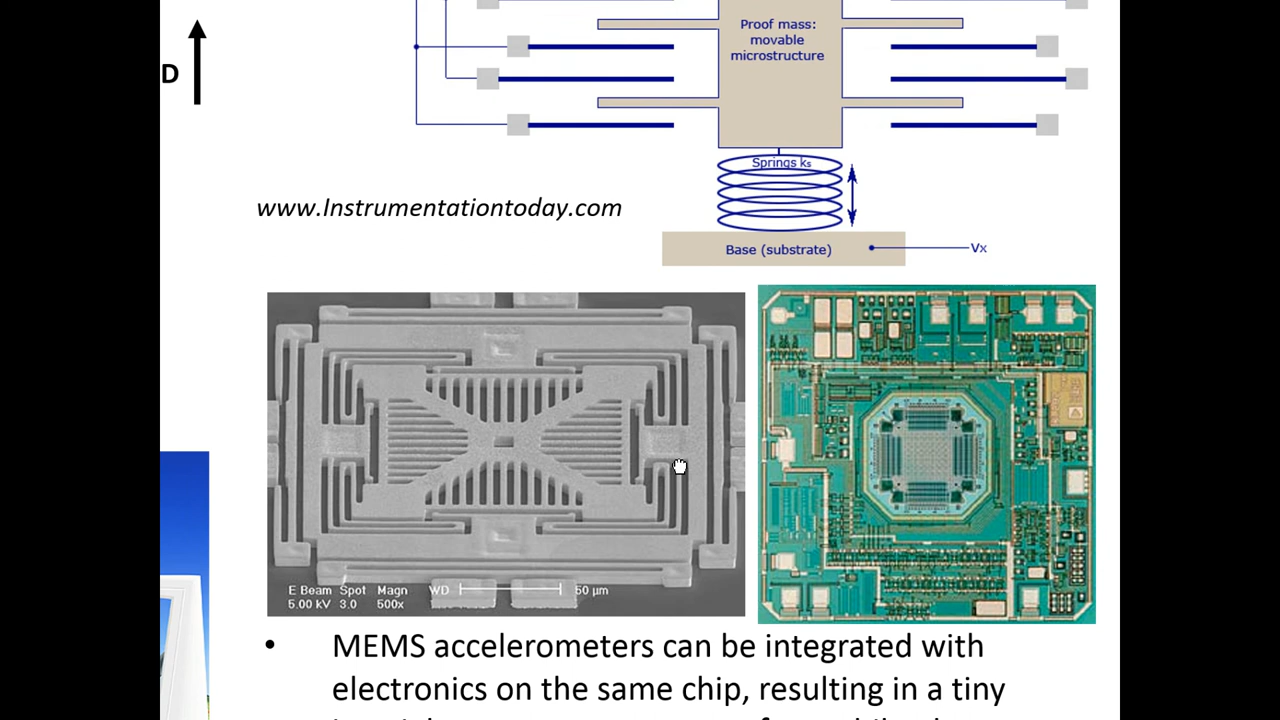 Proof mass:
movable
microstructure
D
Springs ks
www.Instrumentationtoday.com
Base (substrate)
Vx
E Beam Spot Magn WD 50 µm
5.00 kV 3.0 500x
• MEMS accelerometers can be integrated with
electronics on the same chip, resulting in a tiny